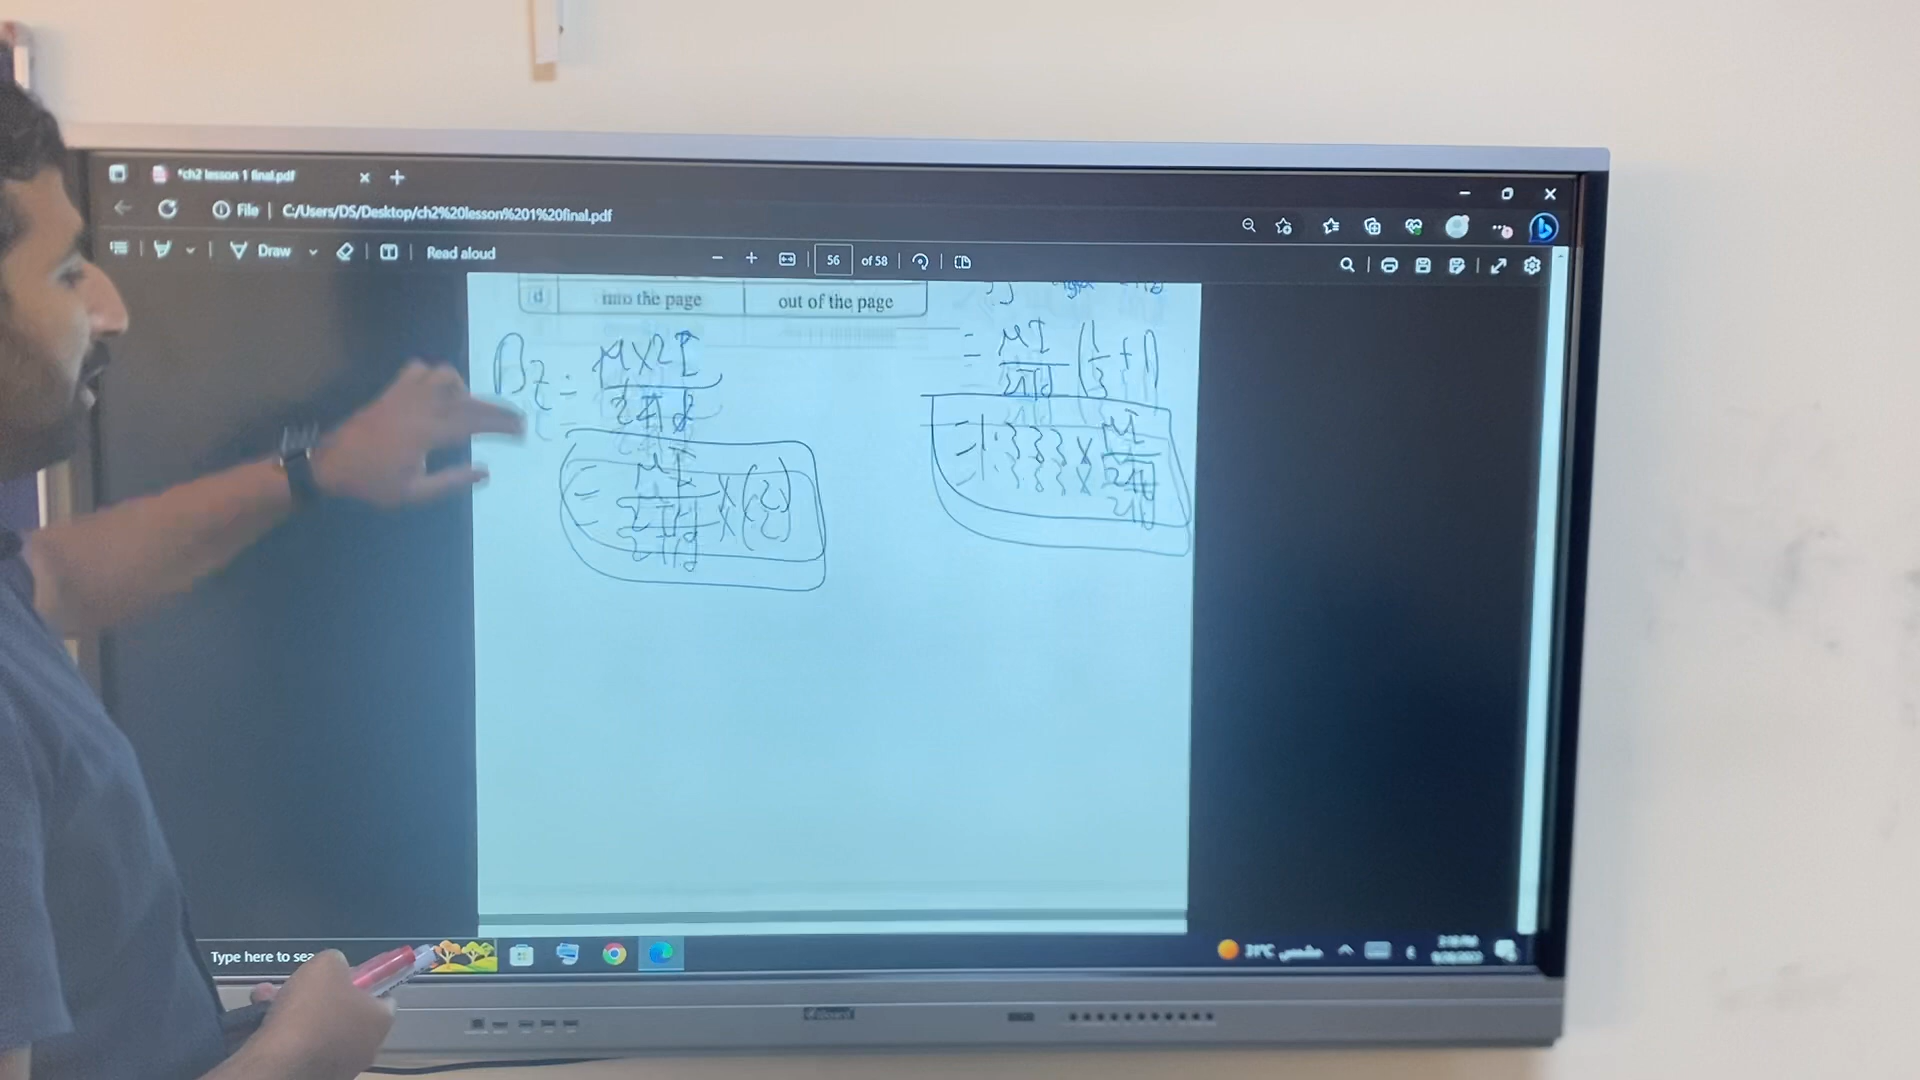 *ch2 lesson 1 final.pdf
File | C:/Users/DS/Desktop/ch2%20lesson%201%20final.pdf
Draw
Read aloud
56 of 58
d into the page out of the page
B₂ = μ×2I / 2πd
= μI / 2πd × (2)
= μI / 2πd (1/3 + 1)
= 1.333 × μI / 2πd
Type here to sea
31°C مشمس